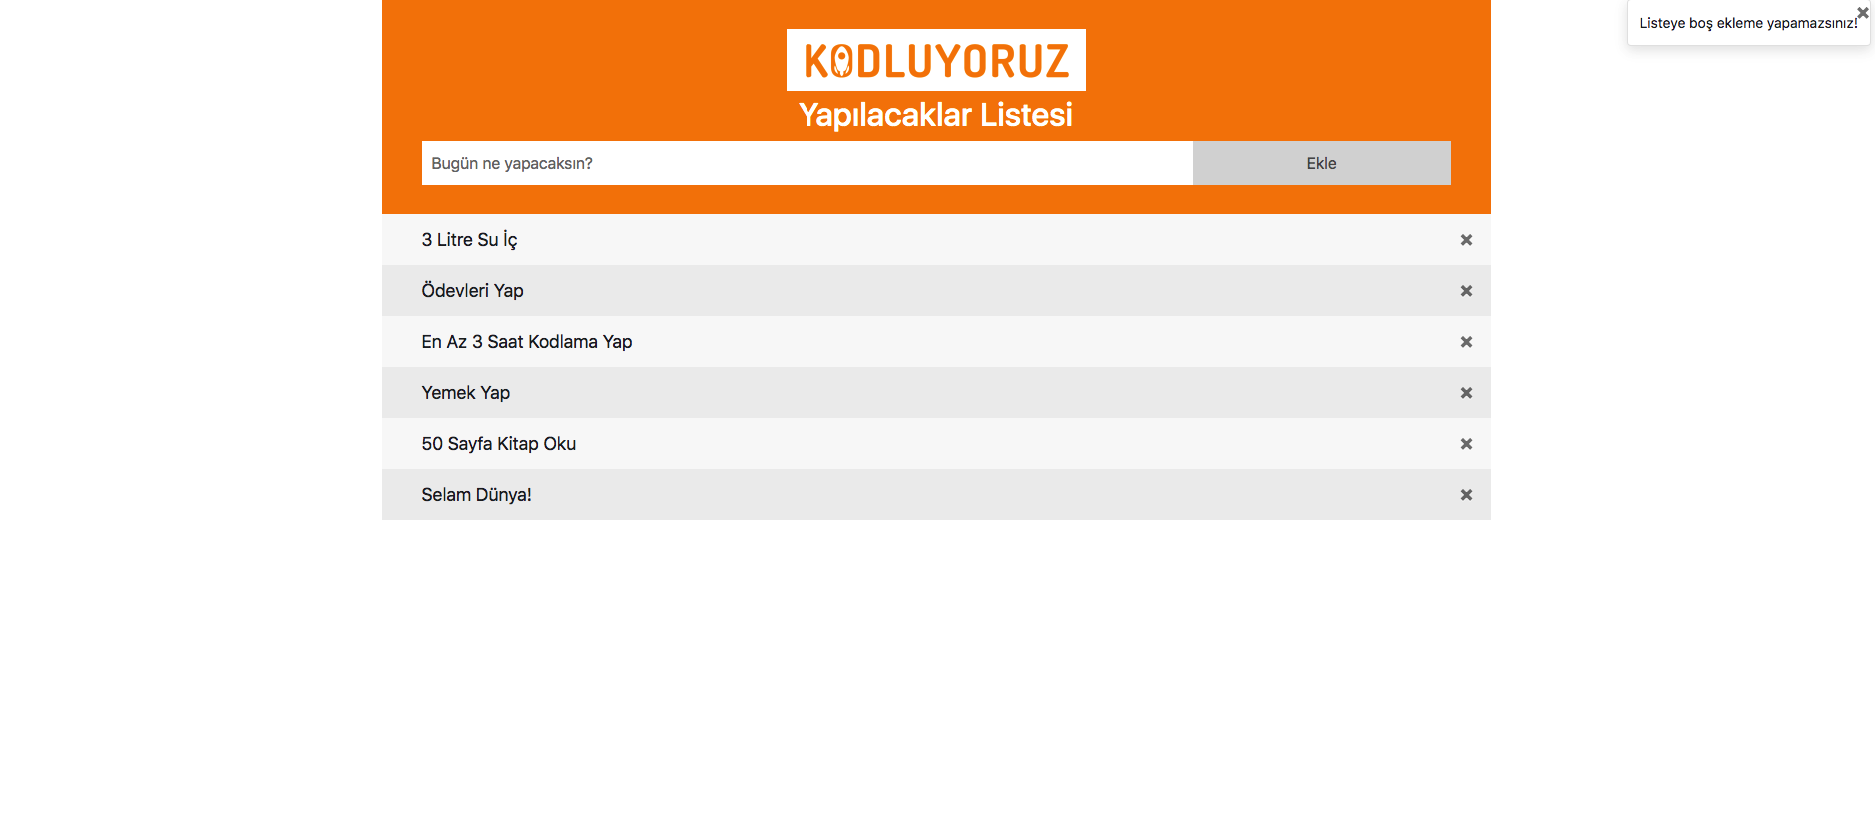 Listeye boş ekleme yapamazsınız!
KODLUYORUZ
Yapılacaklar Listesi
Bugün ne yapacaksın?
Ekle
3 Litre Su İç
Ödevleri Yap
En Az 3 Saat Kodlama Yap
Yemek Yap
50 Sayfa Kitap Oku
Selam Dünya!